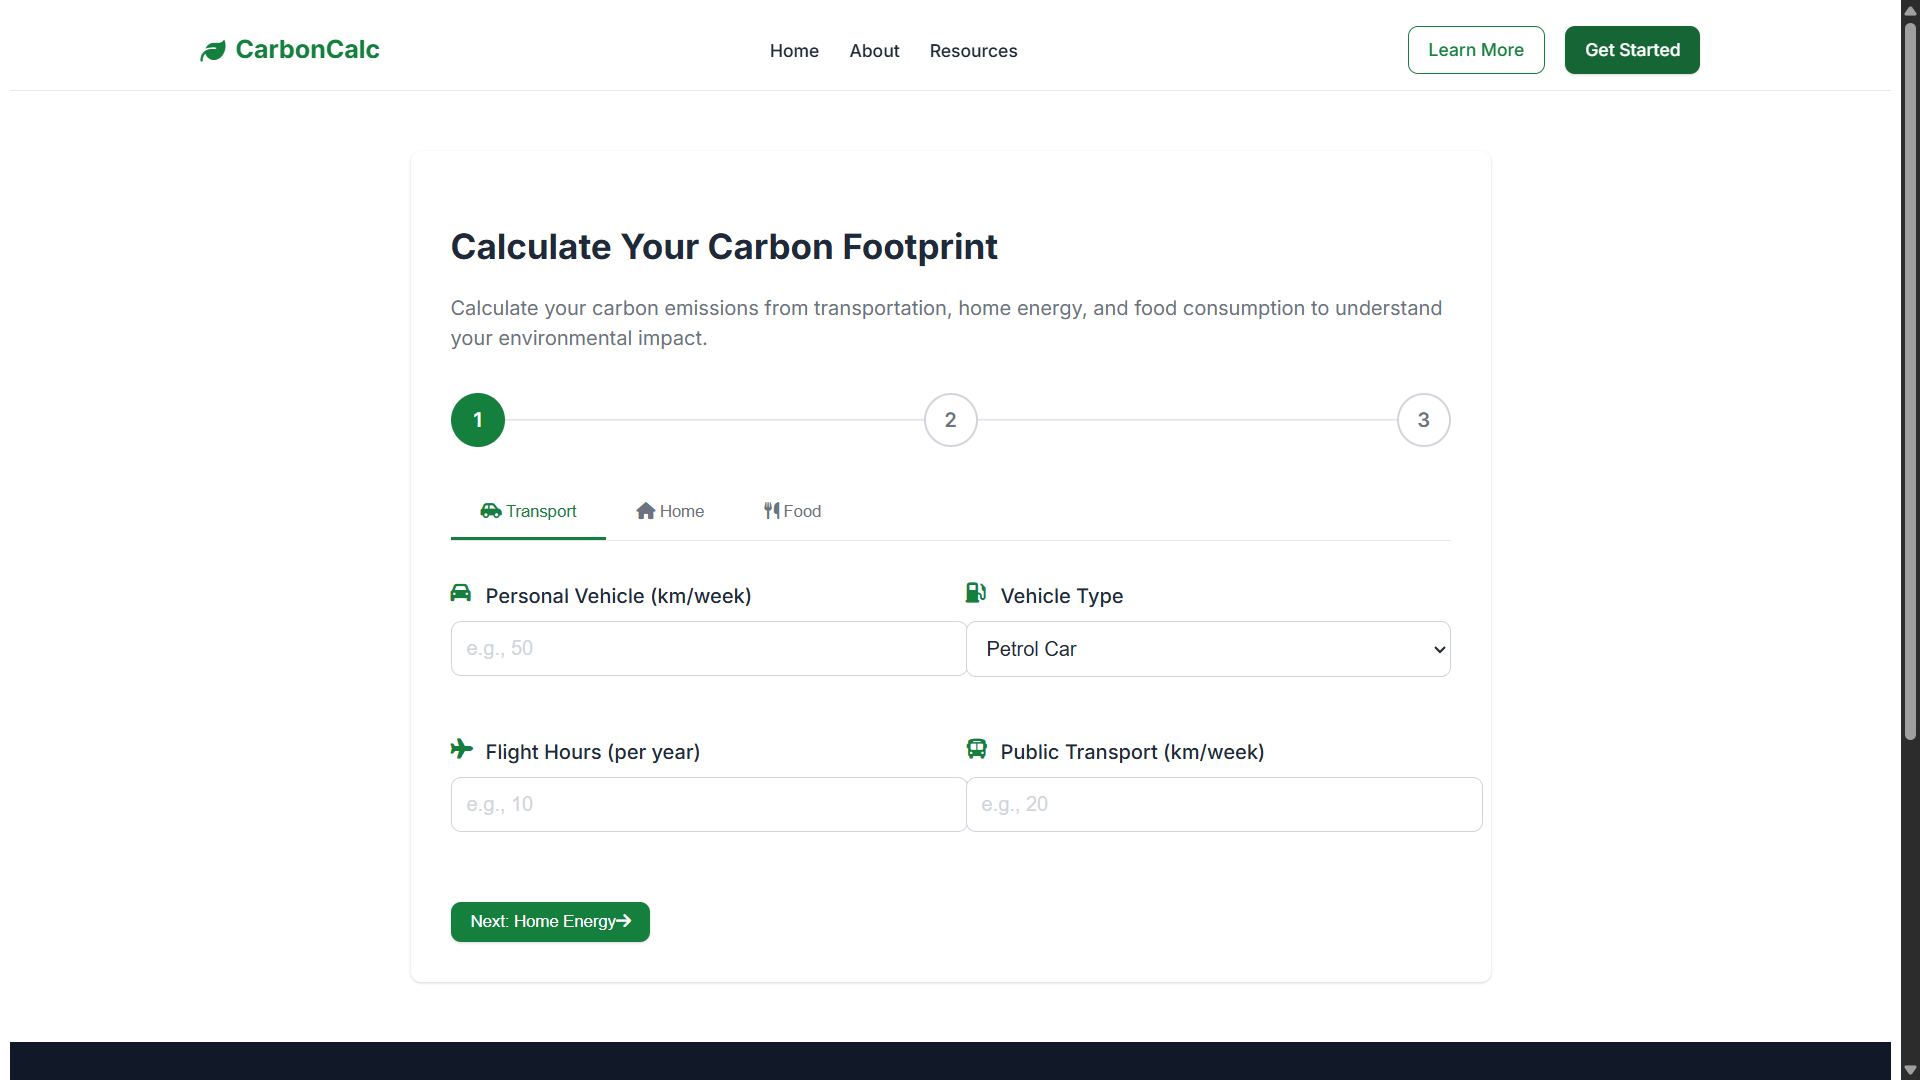 CarbonCalc
Home
About
Resources
Learn More
Get Started
Calculate Your Carbon Footprint
Calculate your carbon emissions from transportation, home energy, and food consumption to understand
your environmental impact.
1
2
3
Transport
Home
Food
Personal Vehicle (km/week)
Vehicle Type
e.g., 50
Petrol Car
Flight Hours (per year)
Public Transport (km/week)
e.g., 10
e.g., 20
Next: Home Energy